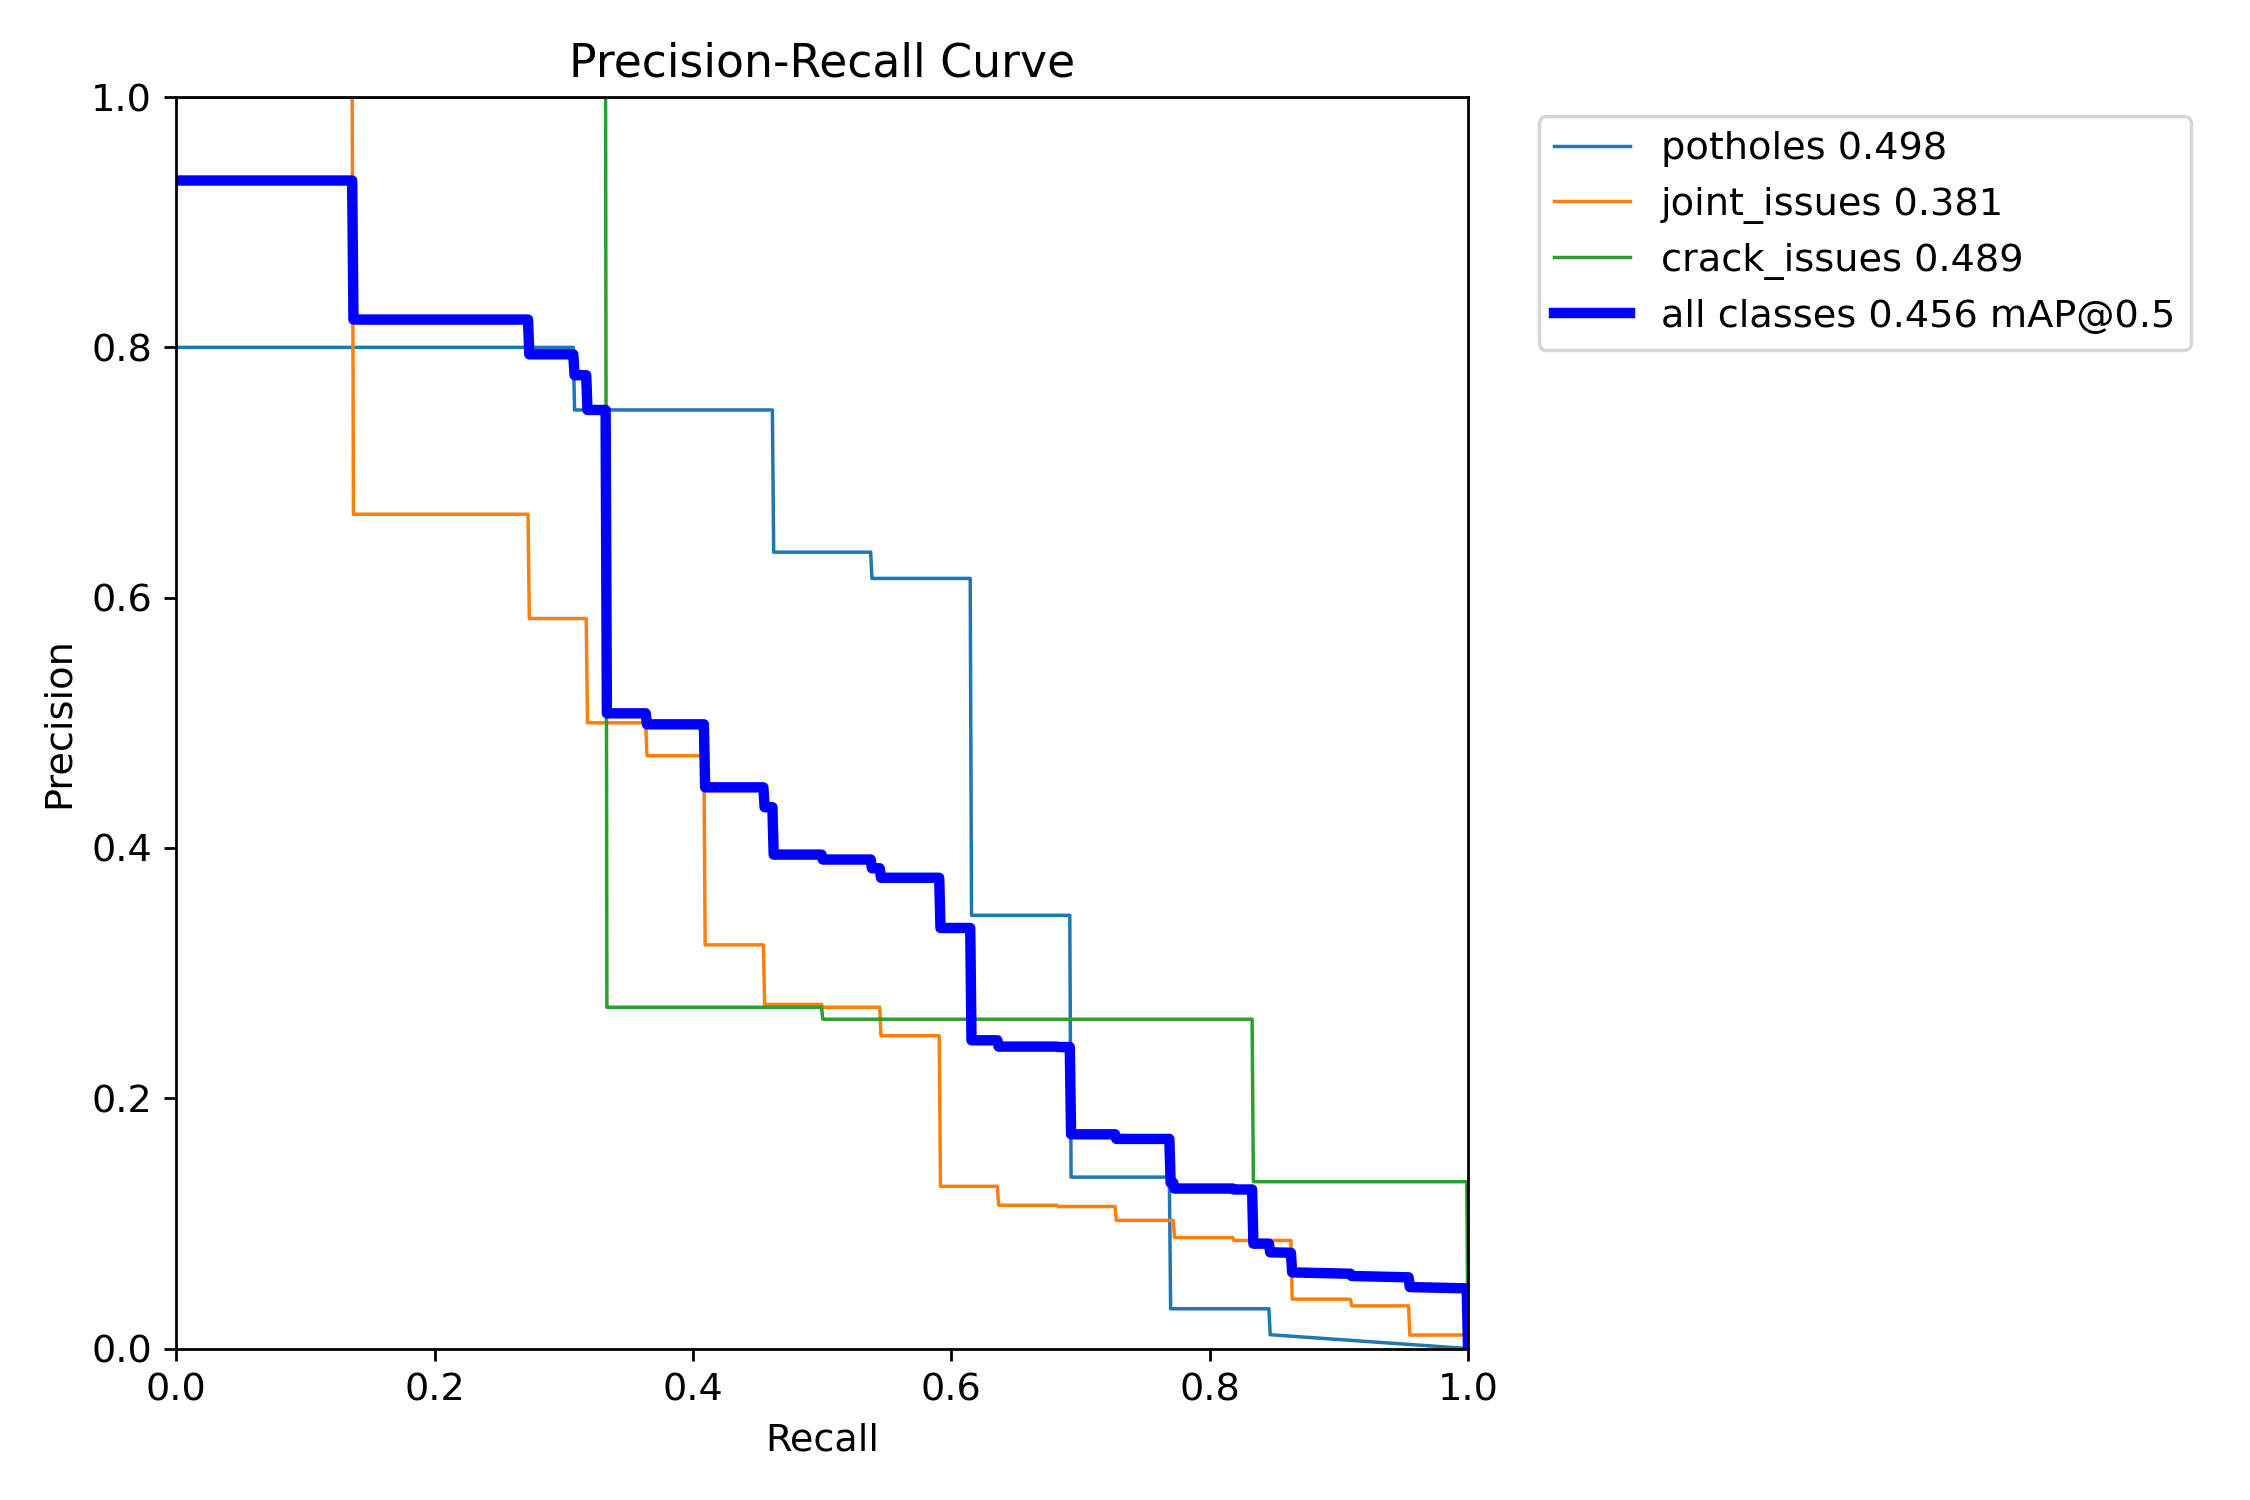 Precision-Recall Curve
1.0
0.8
0.6
0.4
0.2
0.0
Precision
0.0 0.2 0.4 0.6 0.8 1.0
Recall
potholes 0.498
joint_issues 0.381
crack_issues 0.489
all classes 0.456 mAP@0.5